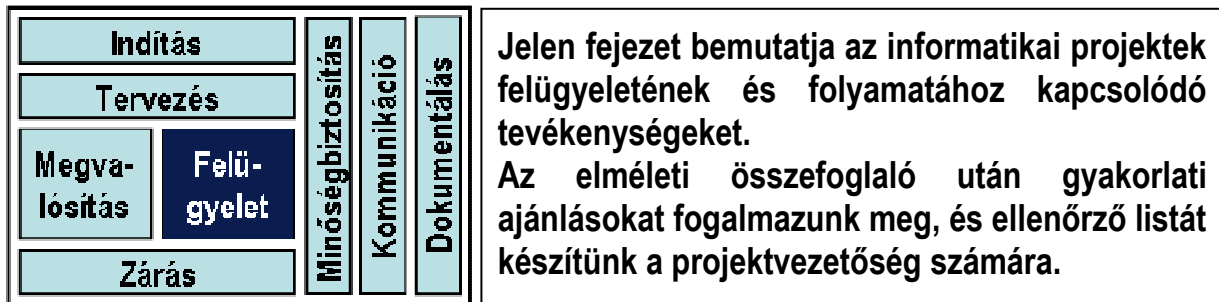 Indítás
Tervezés
Megva-
lósítás
Felü-
gyelet
Zárás
Minőségbiztosítás
Kommunikáció
Dokumentálás
Jelen fejezet bemutatja az informatikai projektek
felügyeletének és folyamatához kapcsolódó
tevékenységeket.
Az elméleti összefoglaló után gyakorlati
ajánlásokat fogalmazunk meg, és ellenőrző listát
készítünk a projektvezetőség számára.